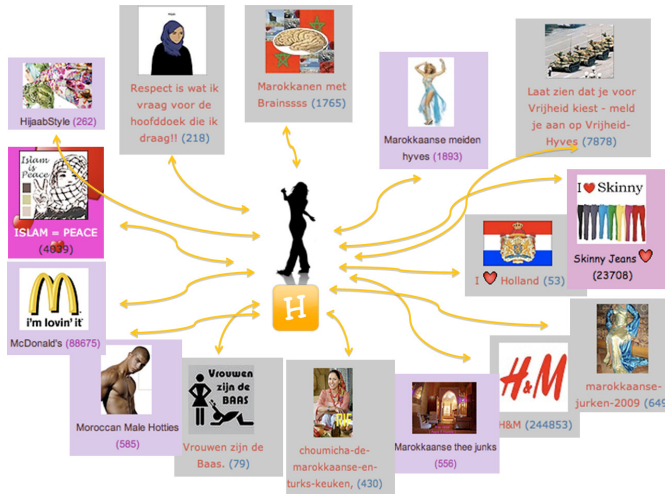 HijaabStyle (262)
Respect is wat ik
vraag voor de
hoofddoek die ik
draag!! (218)
Marokkanen met
Brainssss (1765)
Marokkaanse meiden
hyves (1893)
Laat zien dat je voor
Vrijheid kiest - meld
je aan op Vrijheid-
Hyves (7878)
Islam
is
Peace
ISLAM = PEACE
(4839)
I ❤ Skinny
Skinny Jeans ❤
(23708)
I ❤ Holland (53)
M
i'm lovin' it
McDonald's (88675)
H
Moroccan Male Hotties
(585)
Vrouwen
zijn de
BAAS
Vrouwen zijn de
Baas. (79)
choumicha-de-
marokkaanse-en-
turks-keuken, (430)
Marokkaanse thee junks
(556)
H&M
H&M (244853)
marokkaanse-
jurken-2009 (649